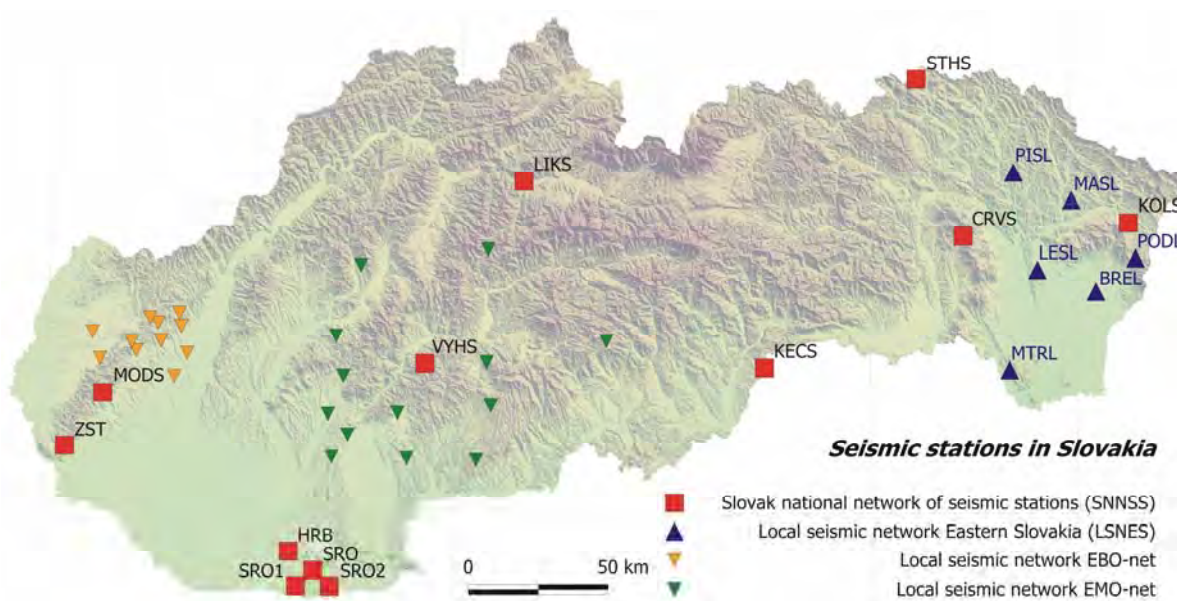 STHS
PISL
LIKS
MASL
KOLS
CRVS
PODL
LESL
BREL
VYHS
KECS
MTRL
MODS
ZST
Seismic stations in Slovakia
Slovak national network of seismic stations (SNNSS)
HRB
Local seismic network Eastern Slovakia (LSNES)
SRO
Local seismic network EBO-net
SRO1
SRO2
0
50 km
Local seismic network EMO-net